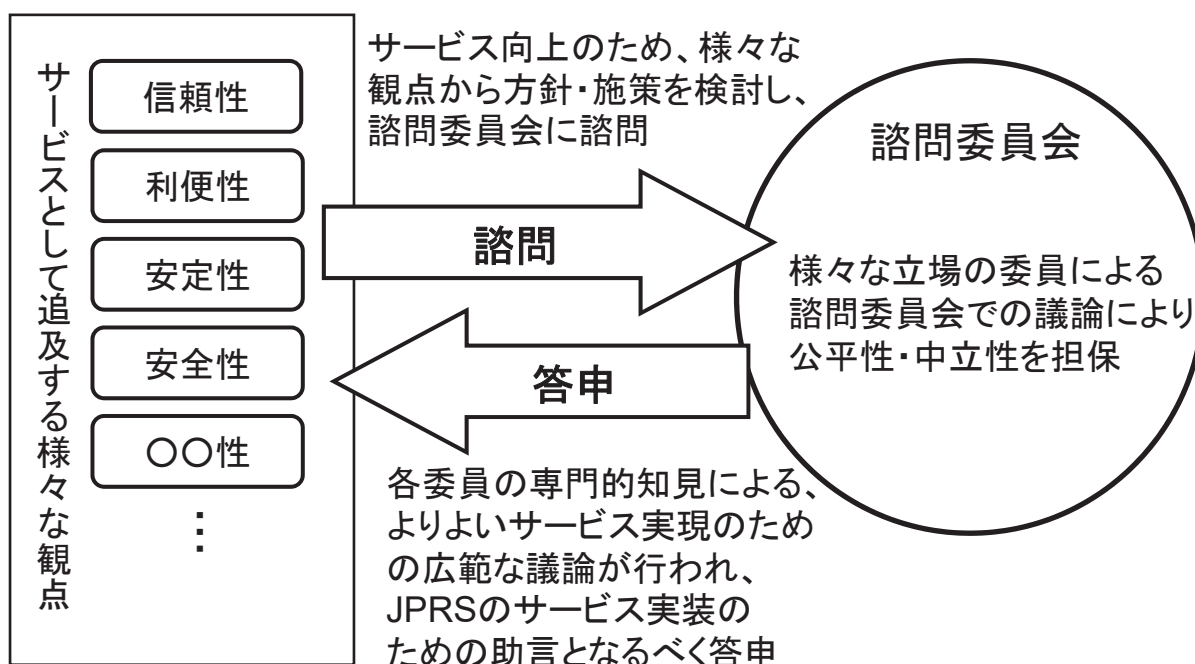 サービスとして追及する様々な観点
信頼性
利便性
安定性
安全性
〇〇性
⋮
サービス向上のため、様々な
観点から方針・施策を検討し、
諮問委員会に諮問
諮問
答申
各委員の専門的知見による、
よりよいサービス実現のため
の広範な議論が行われ、
JPRSのサービス実装の
ための助言となるべく答申
諮問委員会
様々な立場の委員による
諮問委員会での議論により
公平性・中立性を担保